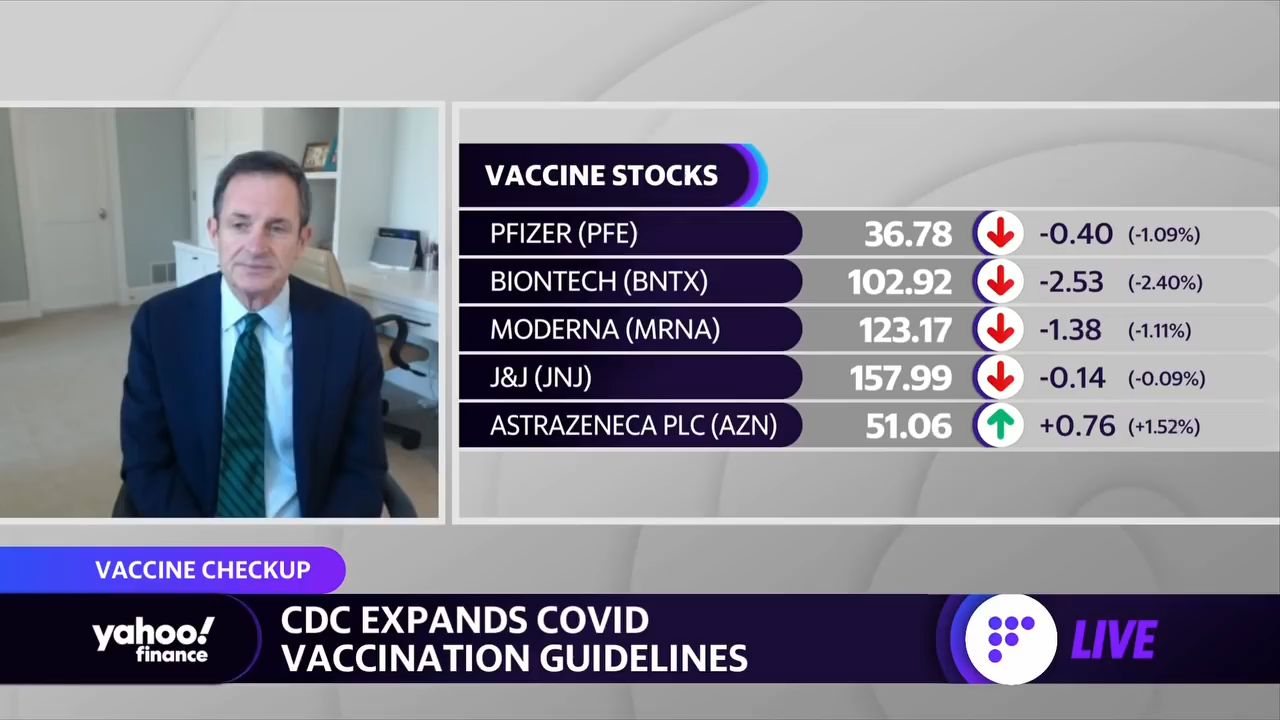 VACCINE STOCKS
PFIZER (PFE) 36.78 -0.40 (-1.09%)
BIONTECH (BNTX) 102.92 -2.53 (-2.40%)
MODERNA (MRNA) 123.17 -1.38 (-1.11%)
J&J (JNJ) 157.99 -0.14 (-0.09%)
ASTRAZENECA PLC (AZN) 51.06 +0.76 (+1.52%)
VACCINE CHECKUP
yahoo!
finance
CDC EXPANDS COVID
VACCINATION GUIDELINES
LIVE